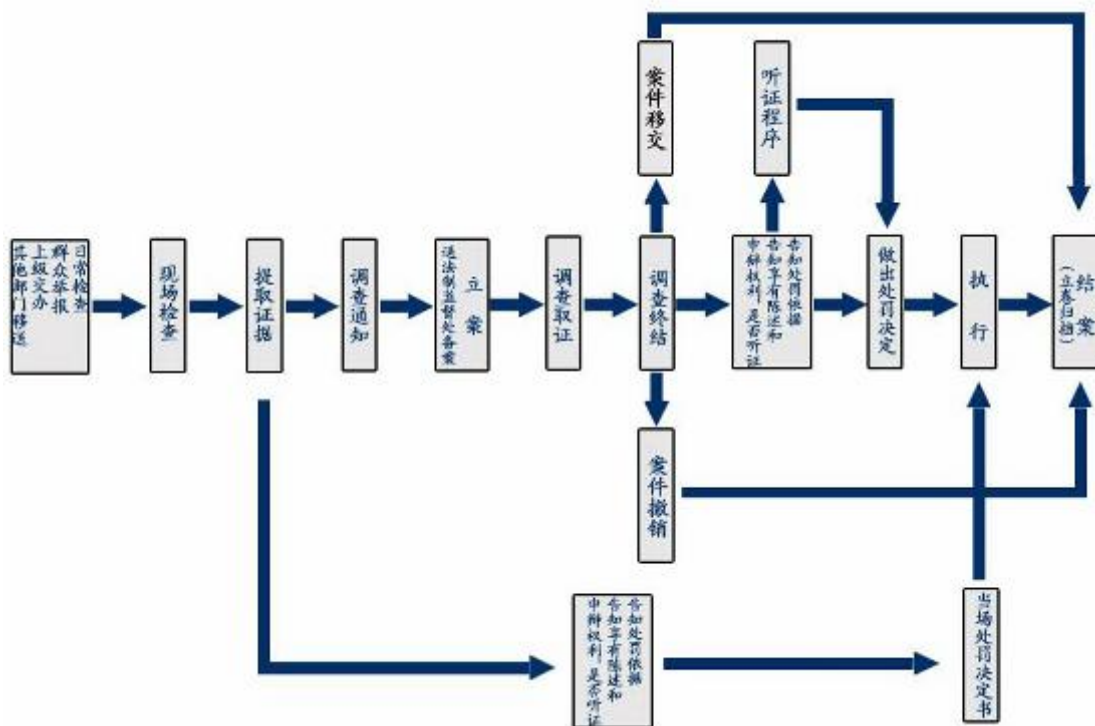 案件移交
听证程序
日常检查
群众举报
上级交办
其他部门移送
现场检查
提取证据
调查通知
立案
送法制监督处备案
调查取证
调查终结
告知处罚依据
告知享有陈述和
申辩权利，是否听证
做出处罚决定
执行
结案
（立卷归档）
案件撤销
告知处罚依据
告知享有陈述和
申辩权利，是否听证
当场处罚决定书